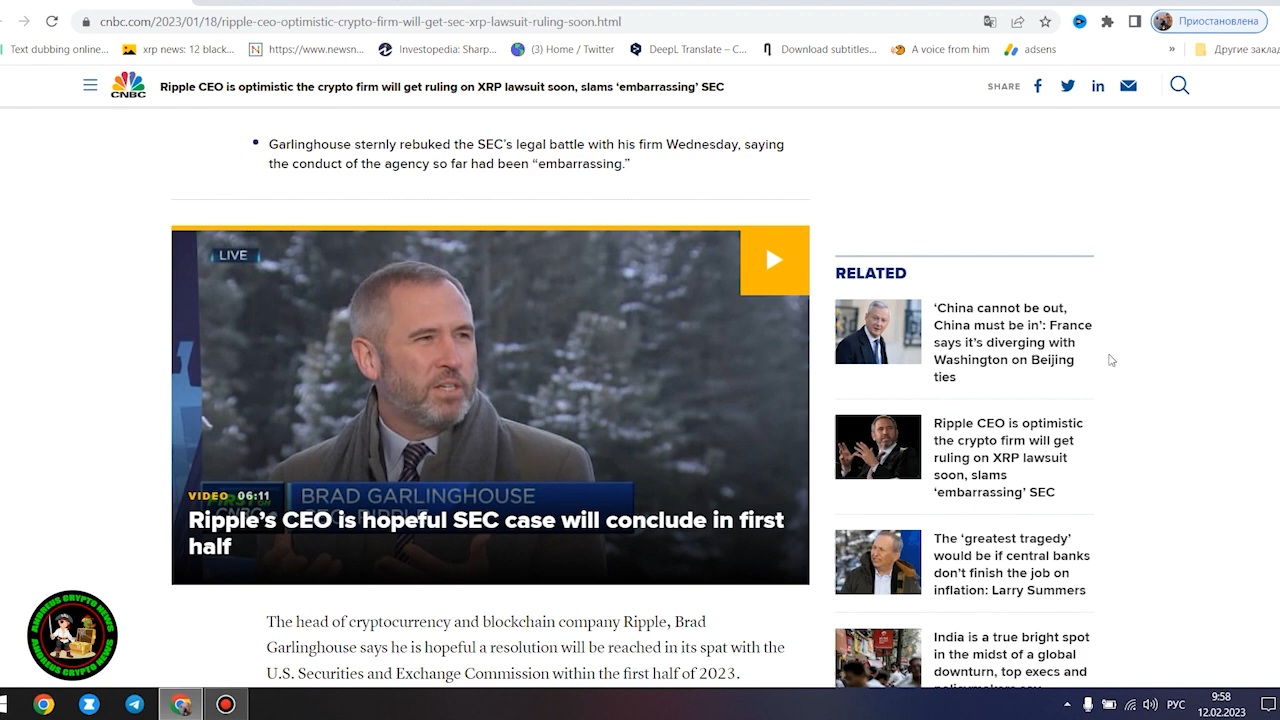 cnbc.com/2023/01/18/ripple-ceo-optimistic-crypto-firm-will-get-sec-xrp-lawsuit-ruling-soon.html
Приостановлена
Text dubbing online...
xrp news: 12 black...
https://www.newsn...
Investopedia: Sharp...
(3) Home / Twitter
DeepL Translate – C...
Download subtitles...
A voice from him
adsens
»
Другие закла
CNBC
Ripple CEO is optimistic the crypto firm will get ruling on XRP lawsuit soon, slams ‘embarrassing’ SEC
SHARE
Garlinghouse sternly rebuked the SEC’s legal battle with his firm Wednesday, saying
the conduct of the agency so far had been “embarrassing.”
LIVE
BRAD GARLINGHOUSE
VIDEO 06:11
Ripple’s CEO is hopeful SEC case will conclude in first
half
The head of cryptocurrency and blockchain company Ripple, Brad
Garlinghouse says he is hopeful a resolution will be reached in its spat with the
U.S. Securities and Exchange Commission within the first half of 2023.
RELATED
‘China cannot be out,
China must be in’: France
says it’s diverging with
Washington on Beijing
ties
Ripple CEO is optimistic
the crypto firm will get
ruling on XRP lawsuit
soon, slams
‘embarrassing’ SEC
The ‘greatest tragedy’
would be if central banks
don’t finish the job on
inflation: Larry Summers
India is a true bright spot
in the midst of a global
downturn, top execs and
ANDREUS CRYPTO NEWS
ANDREUS CRYPTO NEWS
РУС
9:58
12.02.2023